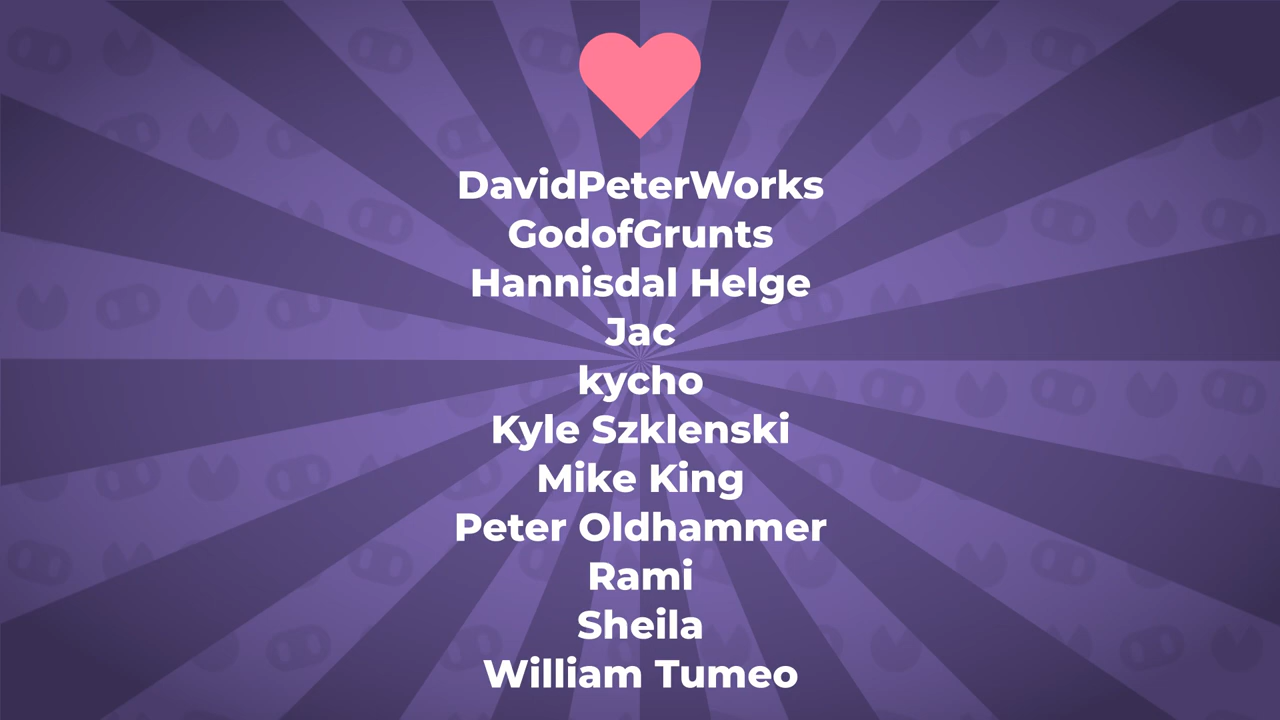 DavidPeterWorks
GodofGrunts
Hannisdal Helge
Jac
kycho
Kyle Szklenski
Mike King
Peter Oldhammer
Rami
Sheila
William Tumeo